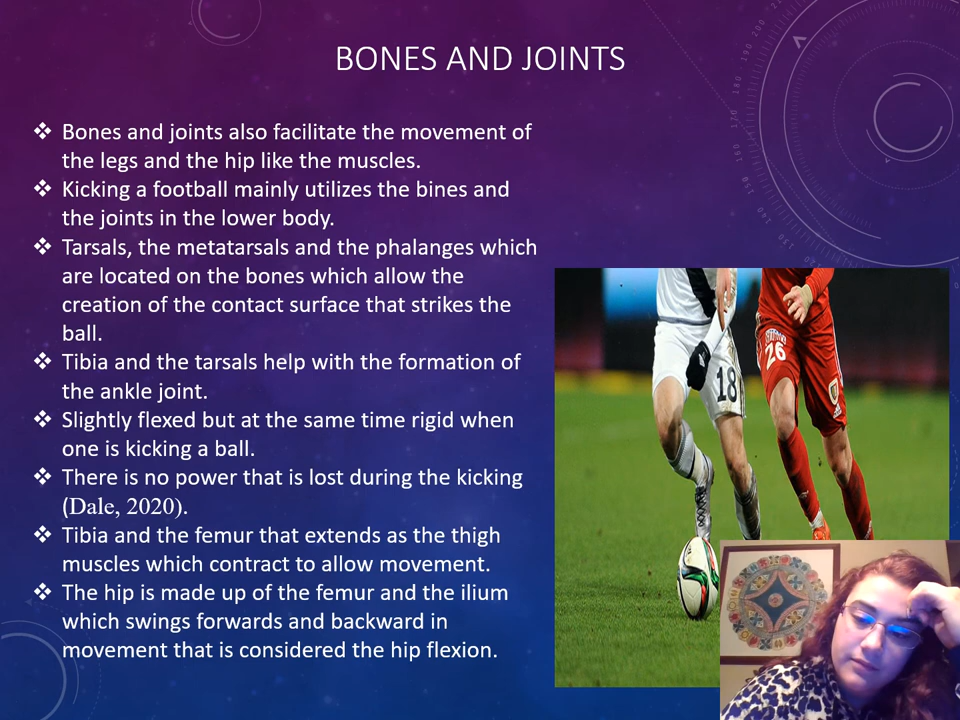 BONES AND JOINTS
❖ Bones and joints also facilitate the movement of
the legs and the hip like the muscles.
❖ Kicking a football mainly utilizes the bines and
the joints in the lower body.
❖ Tarsals, the metatarsals and the phalanges which
are located on the bones which allow the
creation of the contact surface that strikes the
ball.
❖ Tibia and the tarsals help with the formation of
the ankle joint.
❖ Slightly flexed but at the same time rigid when
one is kicking a ball.
❖ There is no power that is lost during the kicking
(Dale, 2020).
❖ Tibia and the femur that extends as the thigh
muscles which contract to allow movement.
❖ The hip is made up of the femur and the ilium
which swings forwards and backward in
movement that is considered the hip flexion.
18
26